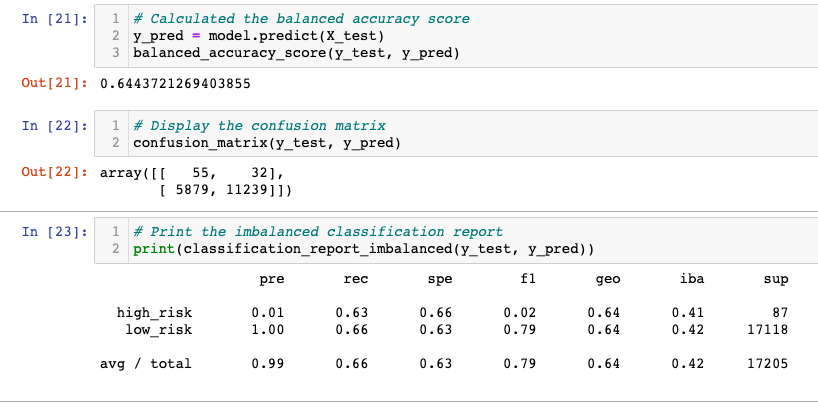 In [21]: 1 # Calculated the balanced accuracy score
2 y_pred = model.predict(X_test)
3 balanced_accuracy_score(y_test, y_pred)
Out[21]: 0.6443721269403855
In [22]: 1 # Display the confusion matrix
2 confusion_matrix(y_test, y_pred)
Out[22]: array([[   55,    32],
       [ 5879, 11239]])
In [23]: 1 # Print the imbalanced classification report
2 print(classification_report_imbalanced(y_test, y_pred))
pre rec spe f1 geo iba sup
high_risk 0.01 0.63 0.66 0.02 0.64 0.41 87
low_risk 1.00 0.66 0.63 0.79 0.64 0.42 17118
avg / total 0.99 0.66 0.63 0.79 0.64 0.42 17205